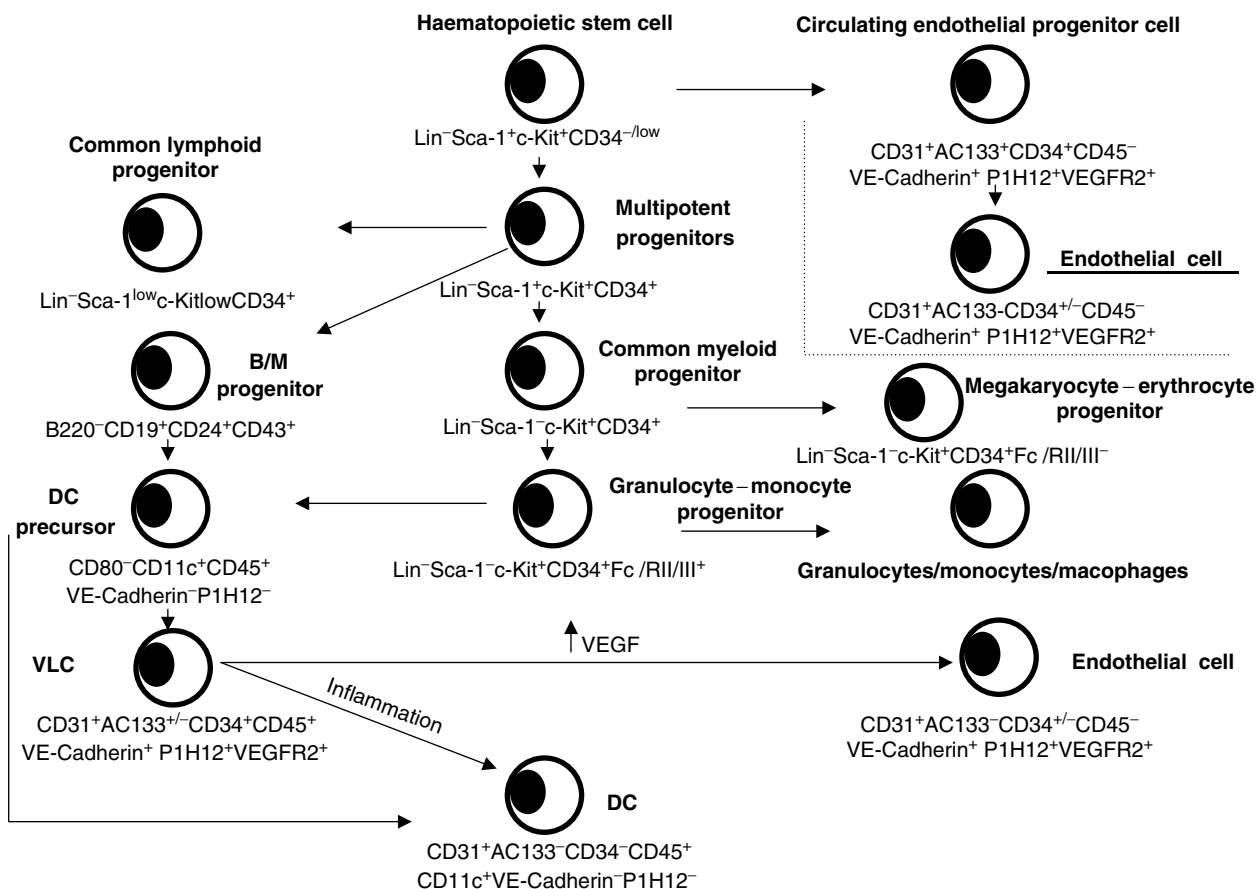 Haematopoietic stem cell
Circulating endothelial progenitor cell
Lin⁻Sca-1⁺c-Kit⁺CD34⁻/ˡᵒʷ
Common lymphoid
progenitor
CD31⁺AC133⁺CD34⁺CD45⁻
VE-Cadherin⁺ P1H12⁺VEGFR2⁺
Multipotent
progenitors
Endothelial cell
Lin⁻Sca-1ˡᵒʷc-KitlowCD34⁺
Lin⁻Sca-1⁺c-Kit⁺CD34⁺
CD31⁺AC133-CD34⁺/⁻CD45⁻
VE-Cadherin⁺ P1H12⁺VEGFR2⁺
B/M
progenitor
Common myeloid
progenitor
Megakaryocyte–erythrocyte
progenitor
B220⁻CD19⁺CD24⁺CD43⁺
Lin⁻Sca-1⁻c-Kit⁺CD34⁺
Lin⁻Sca-1⁻c-Kit⁺CD34⁺Fc /RII/III⁻
DC
precursor
Granulocyte–monocyte
progenitor
CD80⁻CD11c⁺CD45⁺
VE-Cadherin⁻P1H12⁻
Lin⁻Sca-1⁻c-Kit⁺CD34⁺Fc /RII/III⁺
Granulocytes/monocytes/macophages
VEGF
VLC
Endothelial cell
Inflammation
CD31⁺AC133⁺/⁻CD34⁺CD45⁺
VE-Cadherin⁺ P1H12⁺VEGFR2⁺
CD31⁺AC133⁻CD34⁺/⁻CD45⁻
VE-Cadherin⁺ P1H12⁺VEGFR2⁺
DC
CD31⁺AC133⁻CD34⁻CD45⁺
CD11c⁺VE-Cadherin⁻P1H12⁻